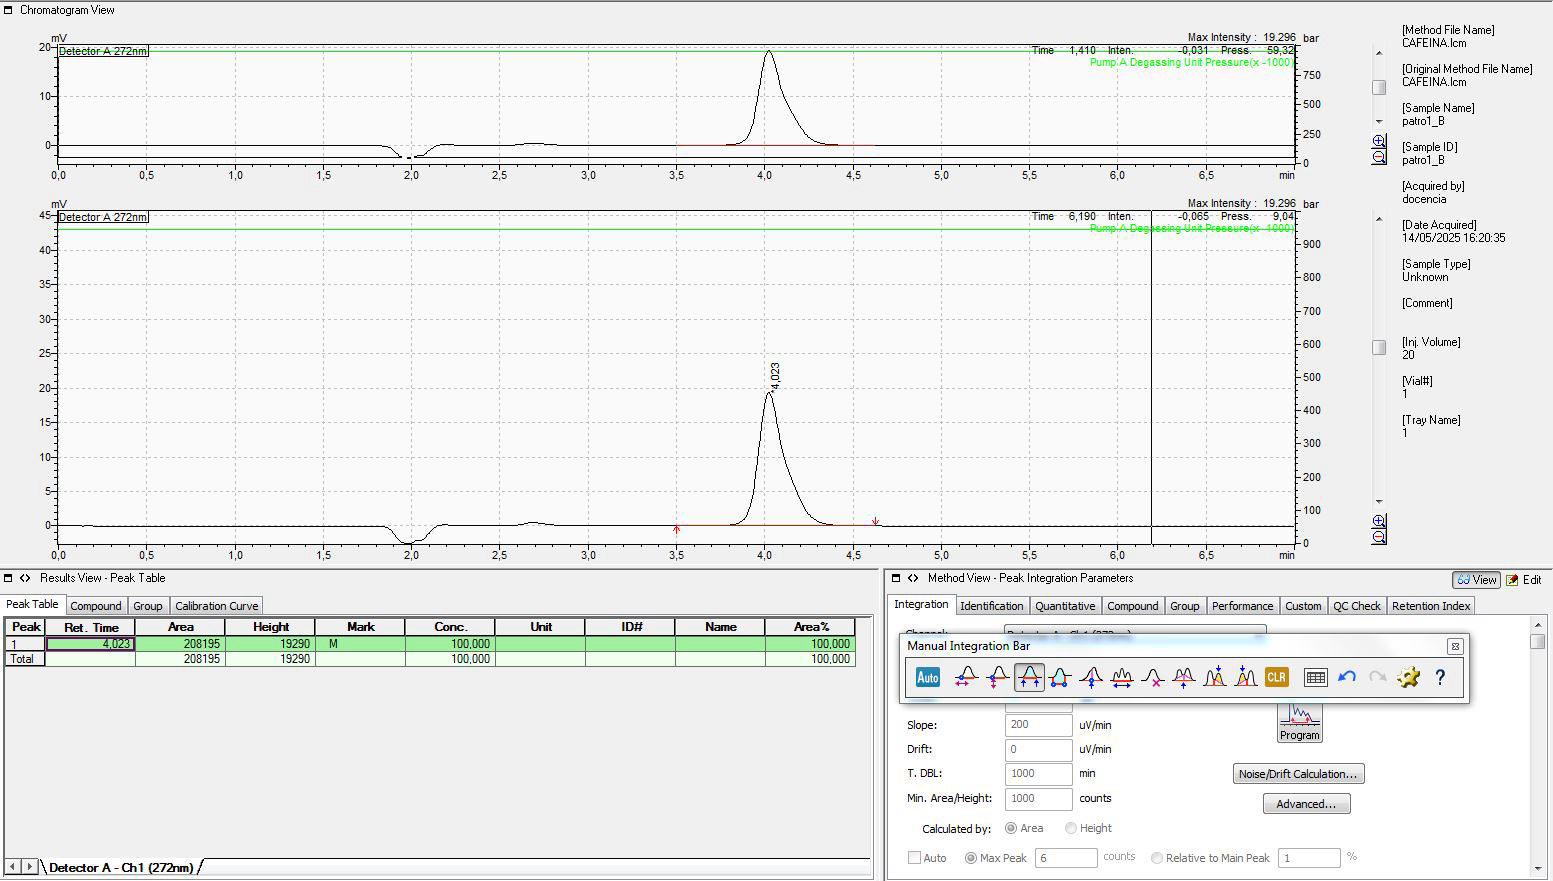 Chromatogram View
mV
Max Intensity : 19.296 bar
Detector A 272nm
Time 1,410 Inten. -0,031 Press. 59,32
Pump A Degassing Unit Pressure(x -1000)
20
10
0
750
500
250
0
0,0 0,5 1,0 1,5 2,0 2,5 3,0 3,5 4,0 4,5 5,0 5,5 6,0 6,5 min
mV
Max Intensity : 19.296 bar
Detector A 272nm
Time 6,190 Inten. -0,065 Press. 9,04
Pump A Degassing Unit Pressure(x -1000)
45
40
35
30
25
20
15
10
5
0
900
800
700
600
500
400
300
200
100
0
*4,023
0,0 0,5 1,0 1,5 2,0 2,5 3,0 3,5 4,0 4,5 5,0 5,5 6,0 6,5 min
[Method File Name]
CAFEINA.lcm
[Original Method File Name]
CAFEINA.lcm
[Sample Name]
patro1_B
[Sample ID]
patro1_B
[Acquired by]
docencia
[Date Acquired]
14/05/2025 16:20:35
[Sample Type]
Unknown
[Comment]
[Inj. Volume]
20
[Vial#]
1
[Tray Name]
1
Results View - Peak Table
Peak Table Compound Group Calibration Curve
Peak Ret. Time Area Height Mark Conc. Unit ID# Name Area%
1 4,023 208195 19290 M 100,000 100,000
Total 208195 19290 100,000 100,000
Detector A - Ch1 (272nm)
Method View - Peak Integration Parameters
View Edit
Integration Identification Quantitative Compound Group Performance Custom QC Check Retention Index
Manual Integration Bar
Auto CLR ?
Slope: 200 uV/min
Program
Drift: 0 uV/min
T. DBL: 1000 min
Noise/Drift Calculation...
Min. Area/Height: 1000 counts
Advanced...
Calculated by: Area Height
Auto Max Peak 6 counts Relative to Main Peak 1 %